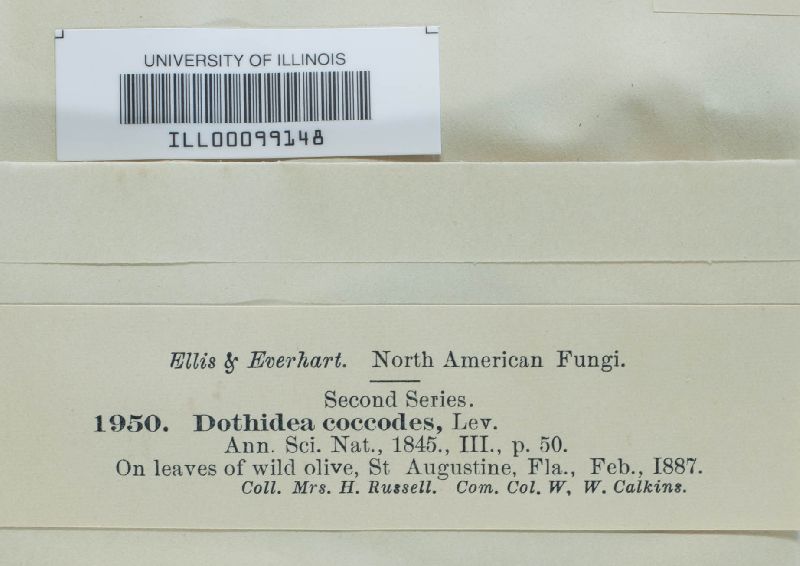 UNIVERSITY OF ILLINOIS
ILL00099148
Ellis & Everhart. North American Fungi.
Second Series.
1950. Dothidea coccodes, Lev.
Ann. Sci. Nat., 1845., III., p. 50.
On leaves of wild olive, St Augustine, Fla., Feb., 1887.
Coll. Mrs. H. Russell. Com. Col. W, W. Calkins.